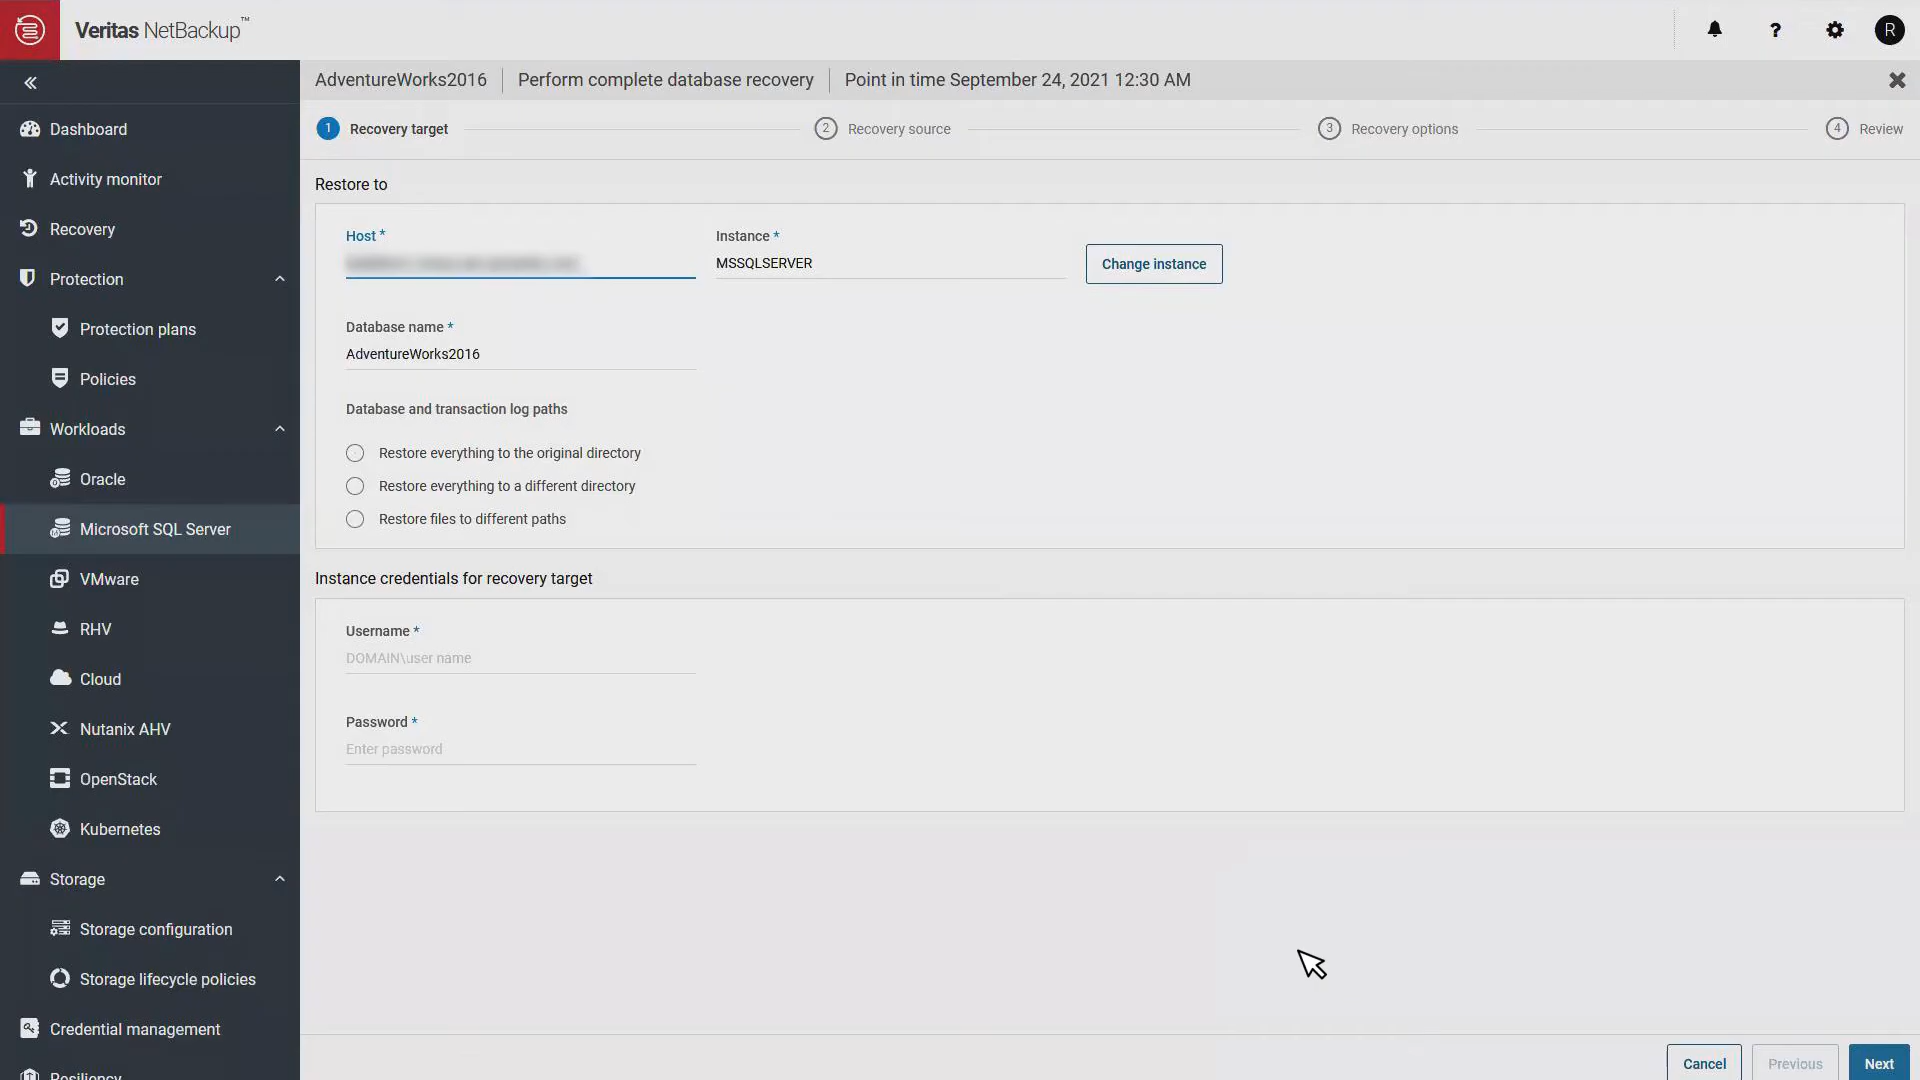 Veritas NetBackup™
?
R
AdventureWorks2016 Perform complete database recovery Point in time September 24, 2021 12:30 AM
1 Recovery target
2 Recovery source
3 Recovery options
4 Review
Dashboard
Activity monitor
Recovery
Protection
Protection plans
Policies
Workloads
Oracle
Microsoft SQL Server
VMware
RHV
Cloud
Nutanix AHV
OpenStack
Kubernetes
Storage
Storage configuration
Storage lifecycle policies
Credential management
Resiliency
Restore to
Host *
Instance *
MSSQLSERVER
Change instance
Database name *
AdventureWorks2016
Database and transaction log paths
Restore everything to the original directory
Restore everything to a different directory
Restore files to different paths
Instance credentials for recovery target
Username *
DOMAIN\user name
Password *
Enter password
Cancel
Previous
Next